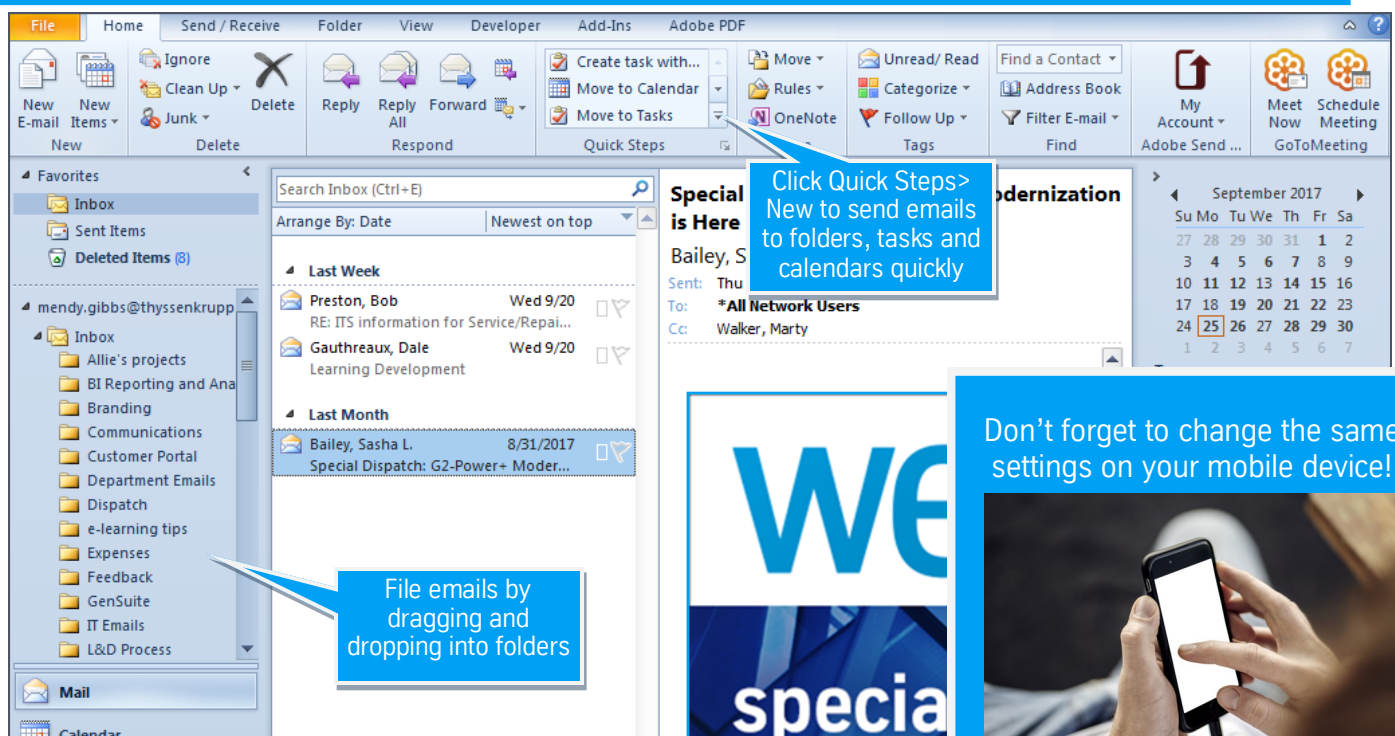 File Home Send / Receive Folder View Developer Add-Ins Adobe PDF
New E-mail
New Items
New
Ignore
Clean Up
Junk
Delete
Delete
Reply
Reply All
Forward
Respond
Create task with...
Move to Calendar
Move to Tasks
Quick Steps
Move
Rules
OneNote
Unread/ Read
Categorize
Follow Up
Tags
Find a Contact
Address Book
Filter E-mail
Find
My Account
Adobe Send ...
Meet Now
Schedule Meeting
GoToMeeting
Favorites
Inbox
Sent Items
Deleted Items (8)
mendy.gibbs@thyssenkrupp
Inbox
Allie's projects
BI Reporting and Ana
Branding
Communications
Customer Portal
Department Emails
Dispatch
e-learning tips
Expenses
Feedback
GenSuite
IT Emails
L&D Process
Mail
Calendar
Search Inbox (Ctrl+E)
Arrange By: Date Newest on top
Last Week
Preston, Bob Wed 9/20
RE: ITS information for Service/Repai...
Gauthreaux, Dale Wed 9/20
Learning Development
Last Month
Bailey, Sasha L. 8/31/2017
Special Dispatch: G2-Power+ Moder...
File emails by
dragging and
dropping into folders
Click Quick Steps>
New to send emails
to folders, tasks and
calendars quickly
Special odernization
is Here
Bailey, S
Sent: Thu
To: *All Network Users
Cc: Walker, Marty
we
specia
September 2017
Su Mo Tu We Th Fr Sa
27 28 29 30 31 1 2
3 4 5 6 7 8 9
10 11 12 13 14 15 16
17 18 19 20 21 22 23
24 25 26 27 28 29 30
1 2 3 4 5 6 7
Don't forget to change the same
settings on your mobile device!